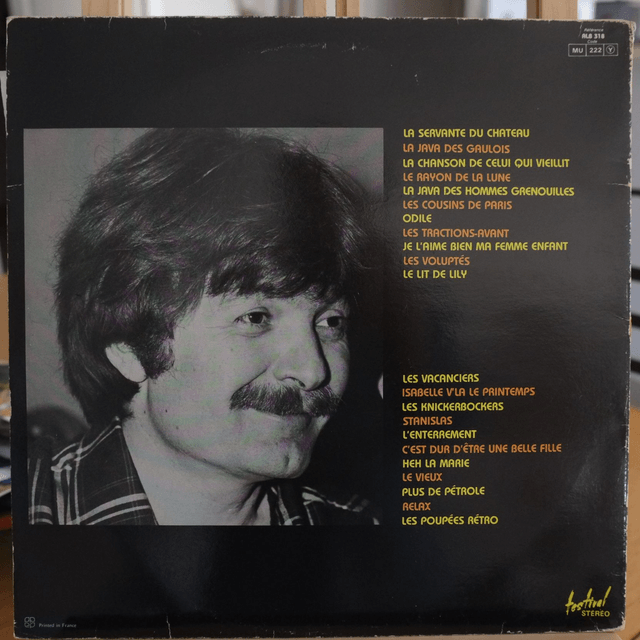 Référence
ALB 318
MU 222 Y
LA SERVANTE DU CHATEAU
LA JAVA DES GAULOIS
LA CHANSON DE CELUI QUI VIEILLIT
LE RAYON DE LA LUNE
LA JAVA DES HOMMES GRENOUILLES
LES COUSINS DE PARIS
ODILE
LES TRACTIONS-AVANT
JE L'AIME BIEN MA FEMME ENFANT
LES VOLUPTÉS
LE LIT DE LILY
LES VACANCIERS
ISABELLE V'LA LE PRINTEMPS
LES KNICKERBOCKERS
STANISLAS
L'ENTERREMENT
C'EST DUR D'ÊTRE UNE BELLE FILLE
HEH LA MARIE
LE VIEUX
PLUS DE PÉTROLE
RELAX
LES POUPÉES RÉTRO
festival
STEREO
Printed in France